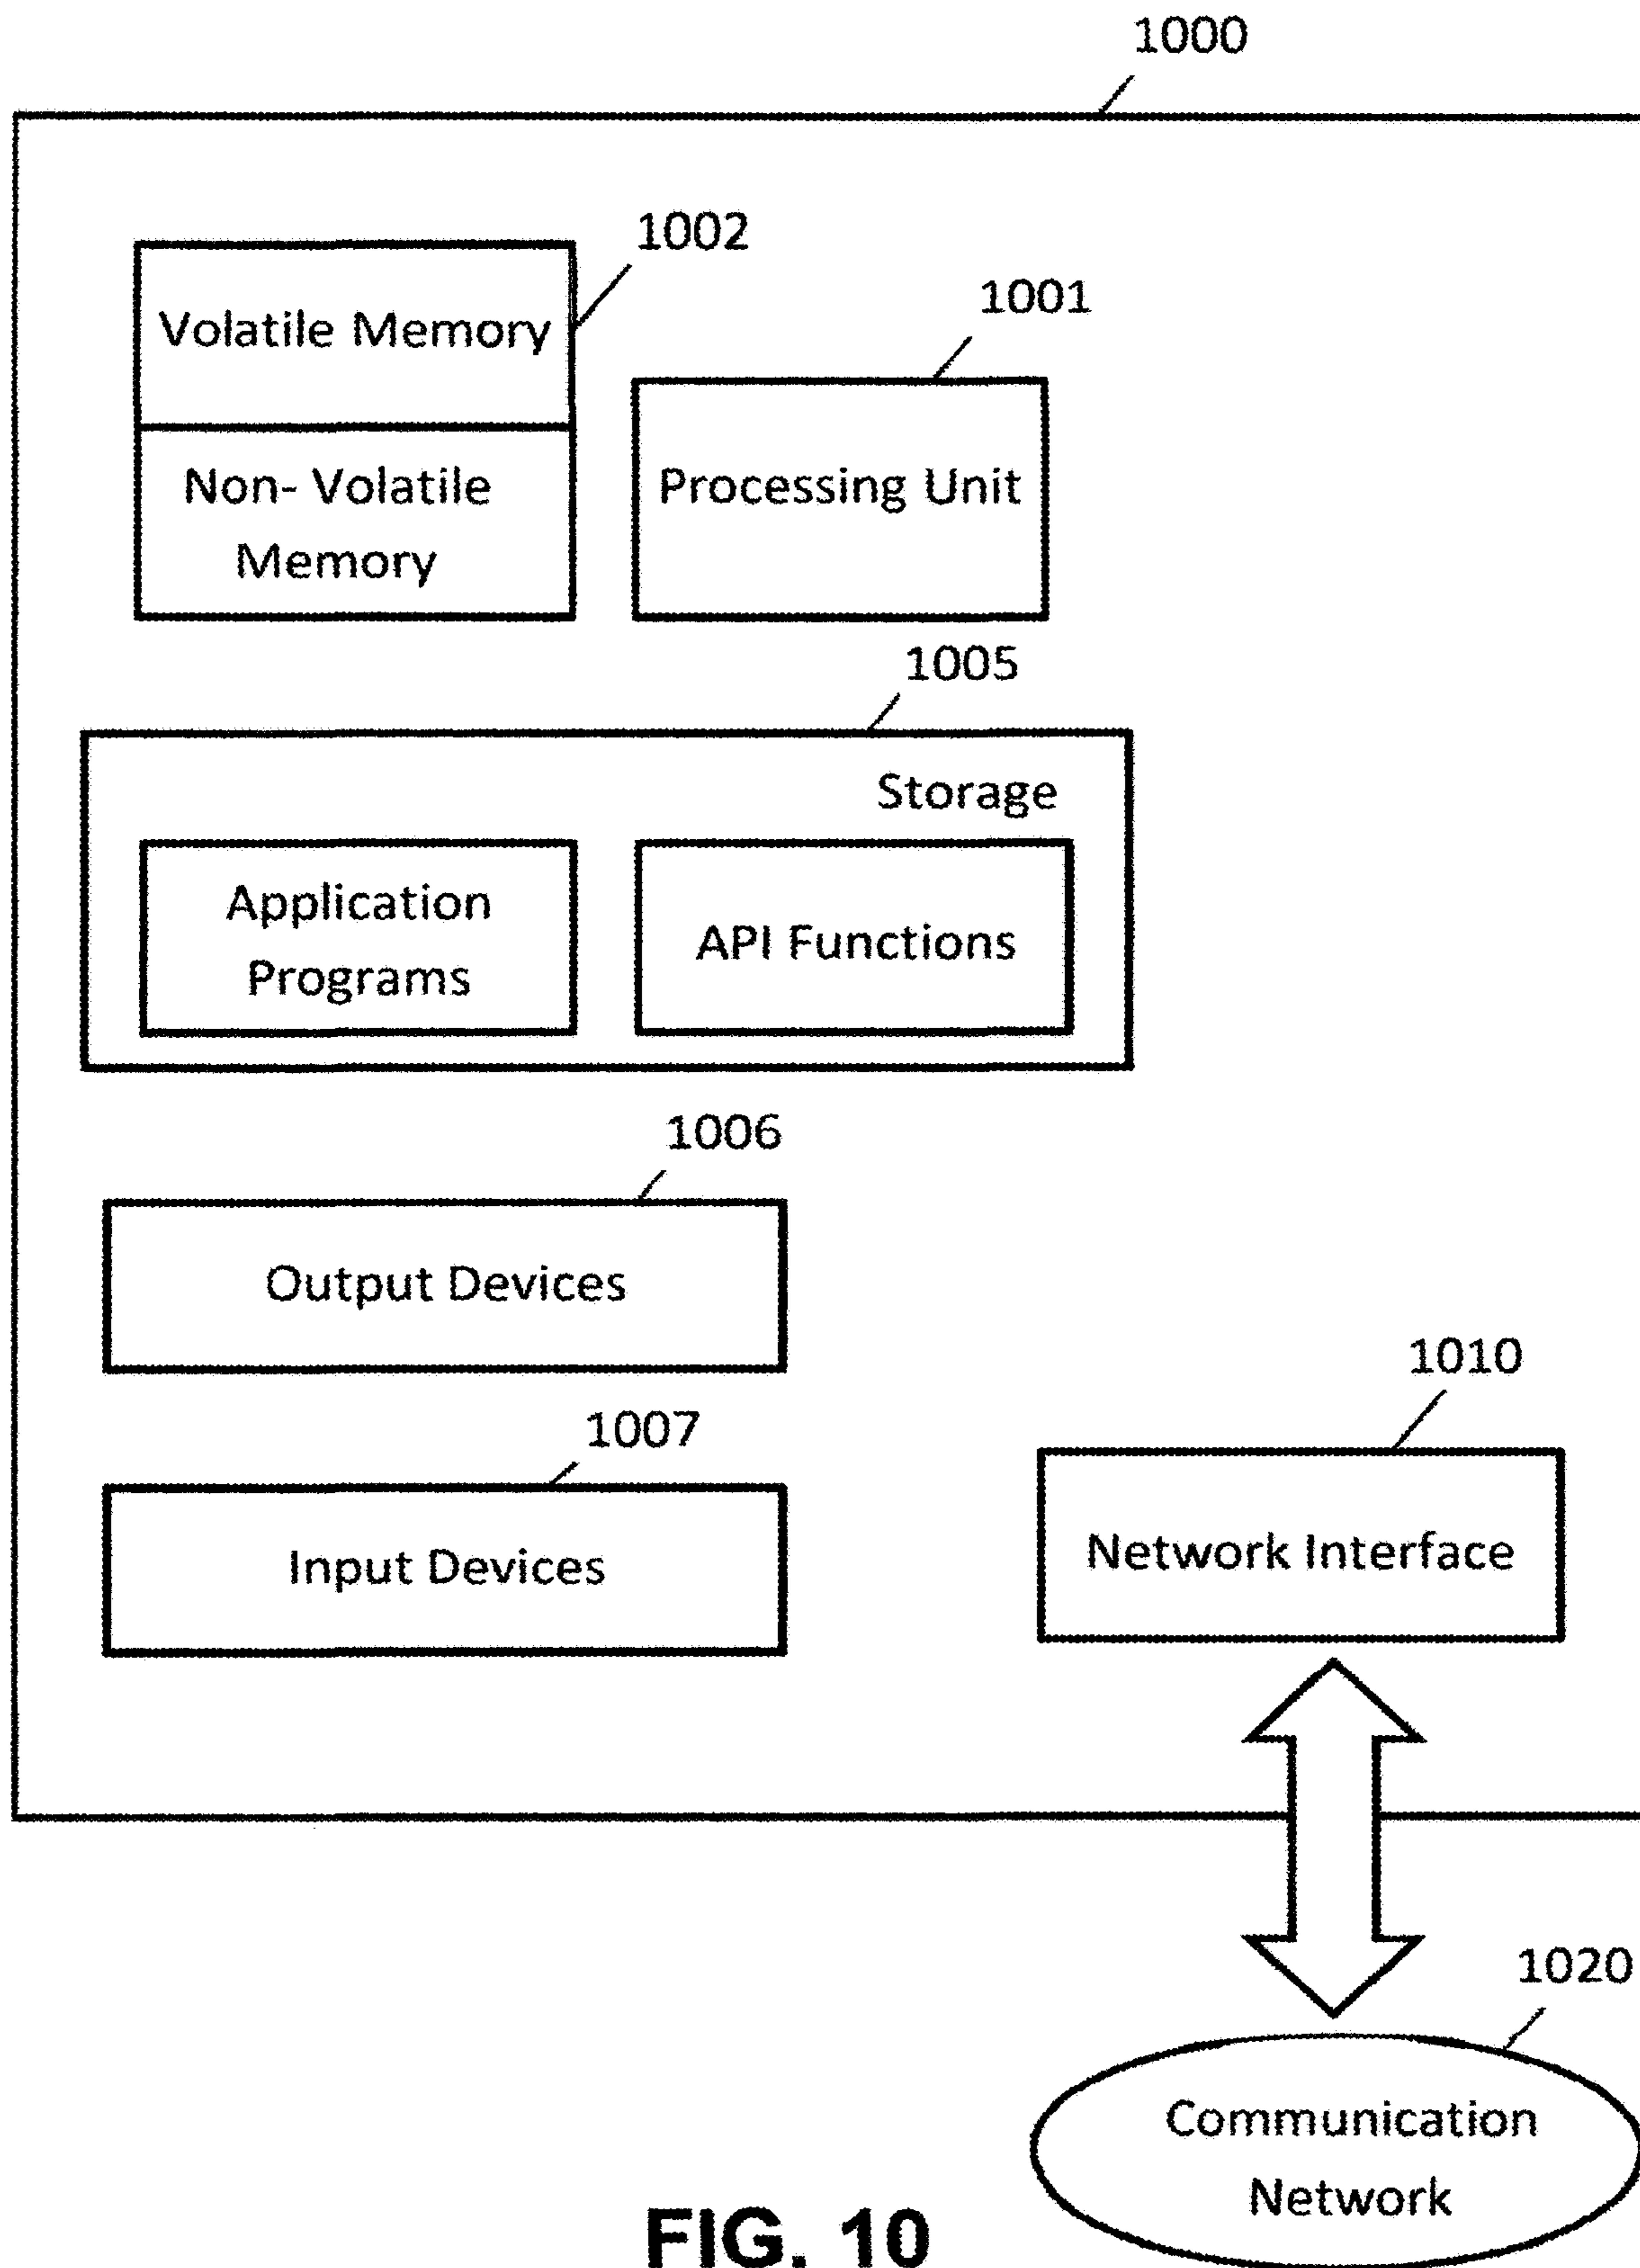 1000
1002
Volatile Memory
1001
Non- Volatile
Memory
Processing Unit
1005
Storage
Application
Programs
API Functions
1006
Output Devices
1010
1007
Input Devices
Network Interface
1020
Communication
Network
FIG. 10